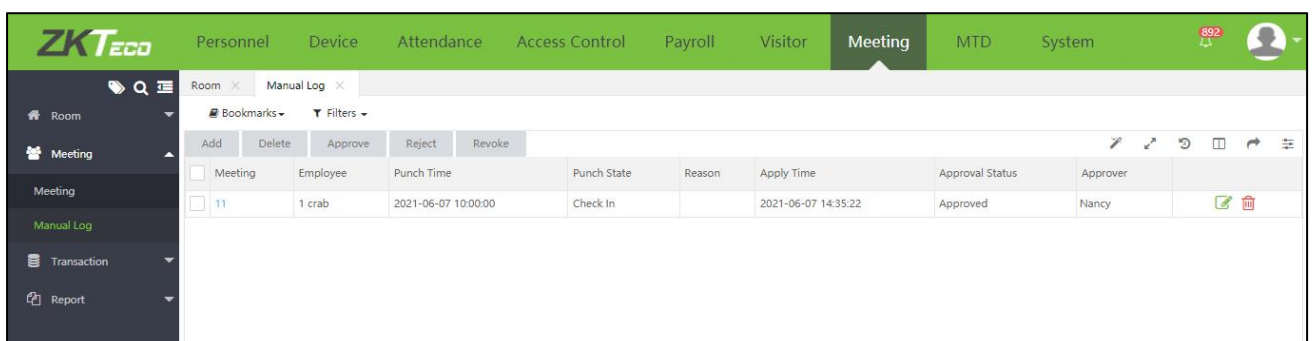 ZKTECO Personnel Device Attendance Access Control Payroll Visitor Meeting MTD System 892
Room Manual Log
Room Bookmarks Filters
Meeting Add Delete Approve Reject Revoke
Meeting Employee Punch Time Punch State Reason Apply Time Approval Status Approver
Meeting
11 1 crab 2021-06-07 10:00:00 Check In 2021-06-07 14:35:22 Approved Nancy
Manual Log
Transaction
Report